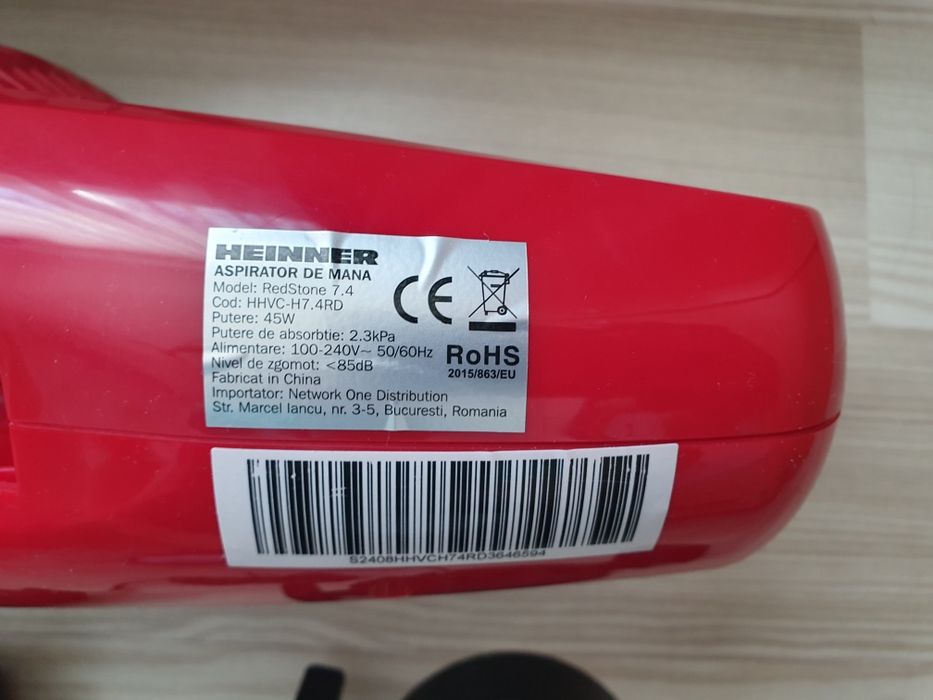 HEINNER
ASPIRATOR DE MANA
Model: RedStone 7,4
Cod: HHVC-H7.4RD
Putere: 45W
Putere de absorbtie: 2.3kPa
Alimentare: 100-240V~ 50/60Hz
Nivel de zgomot: <85dB
Fabricat in China
Importator: Network One Distribution
Str. Marcel Iancu, nr. 3-5, Bucuresti, Romania
CE
RoHS
2015/863/EU
S2408HHVCH74RD3646594